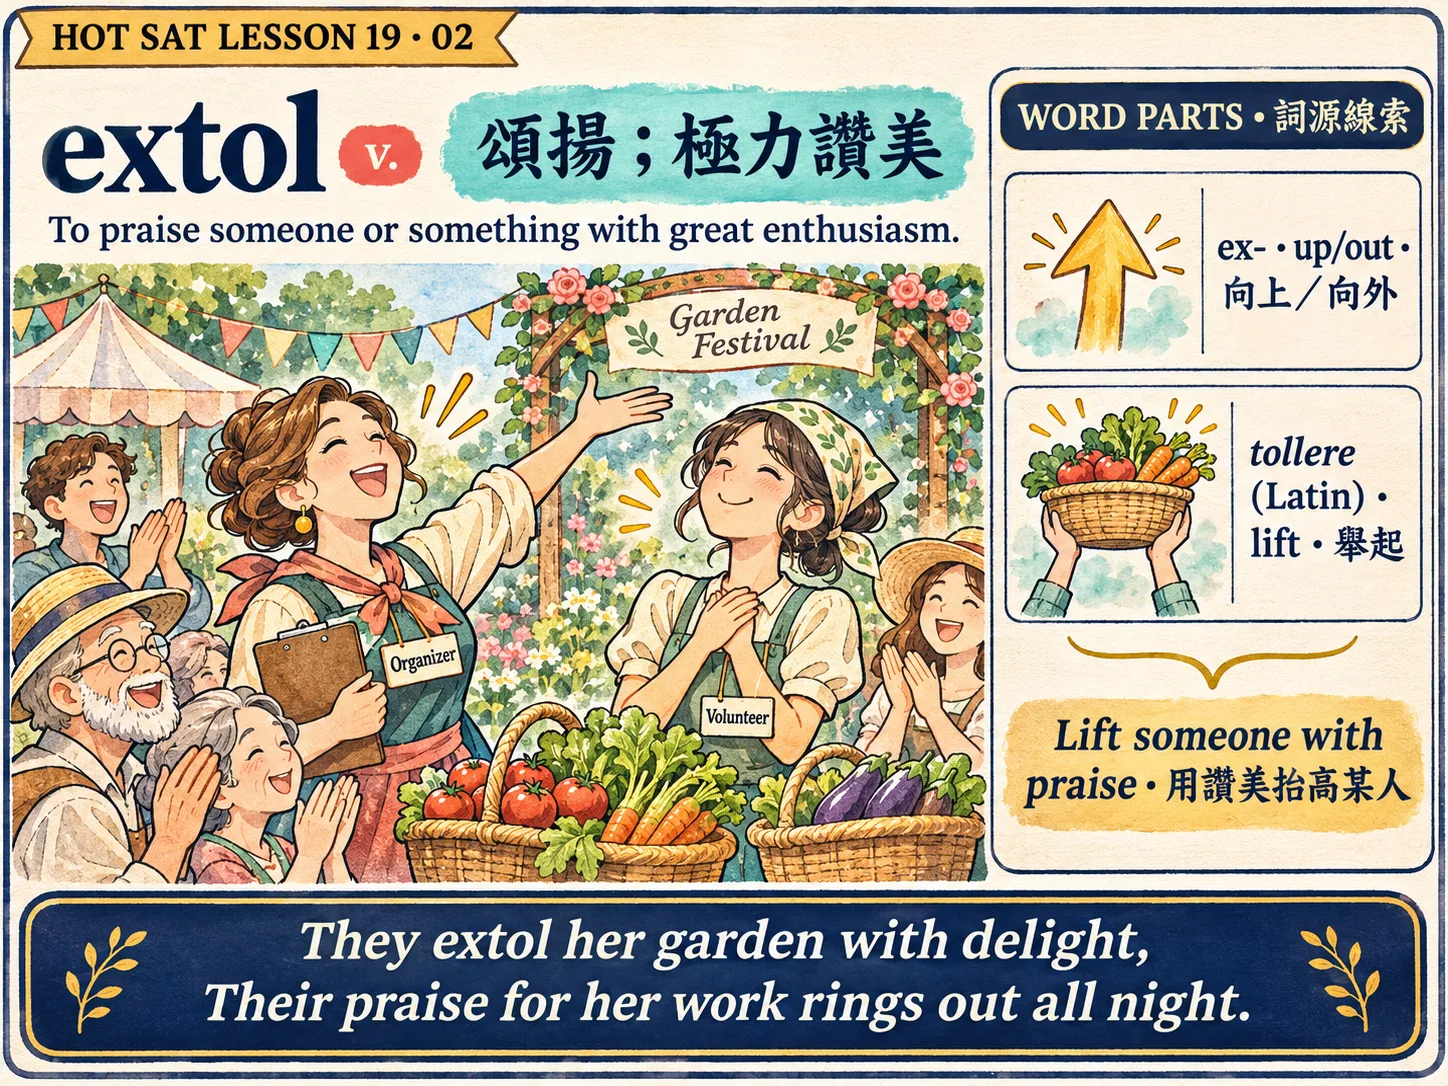 HOT SAT LESSON 19 • 02
extol v. 頌揚；極力讚美
To praise someone or something with great enthusiasm.
Garden
Festival
Organizer
Volunteer
WORD PARTS • 詞源線索
ex- • up/out •
向上／向外
tollere
(Latin) •
lift • 舉起
Lift someone with
praise • 用讚美抬高某人
They extol her garden with delight,
Their praise for her work rings out all night.